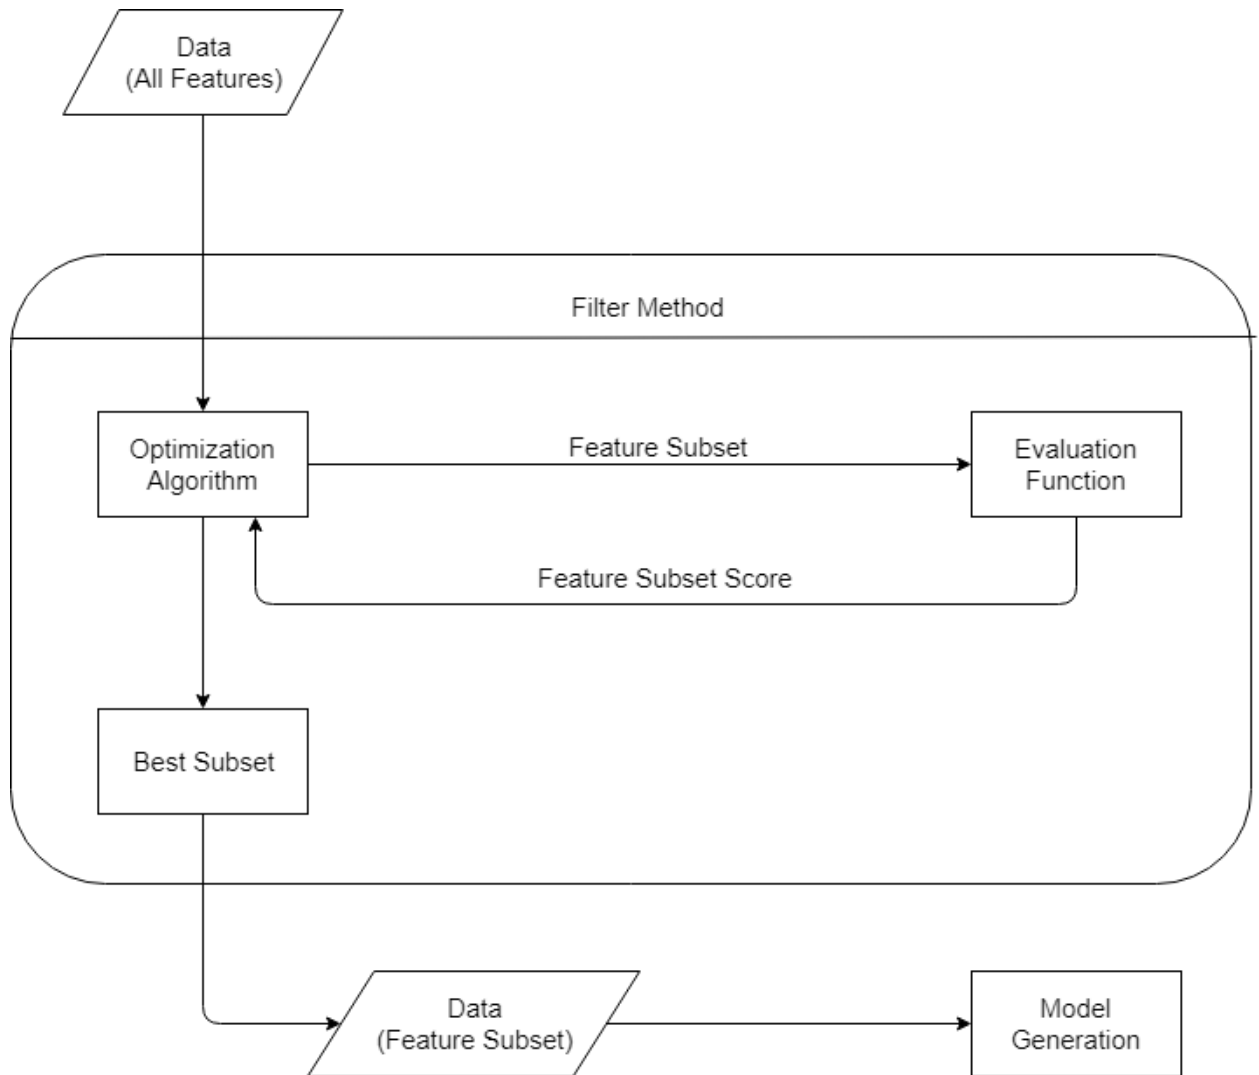 Data
(All Features)
Filter Method
Optimization
Algorithm
Feature Subset
Evaluation
Function
Feature Subset Score
Best Subset
Data
(Feature Subset)
Model
Generation